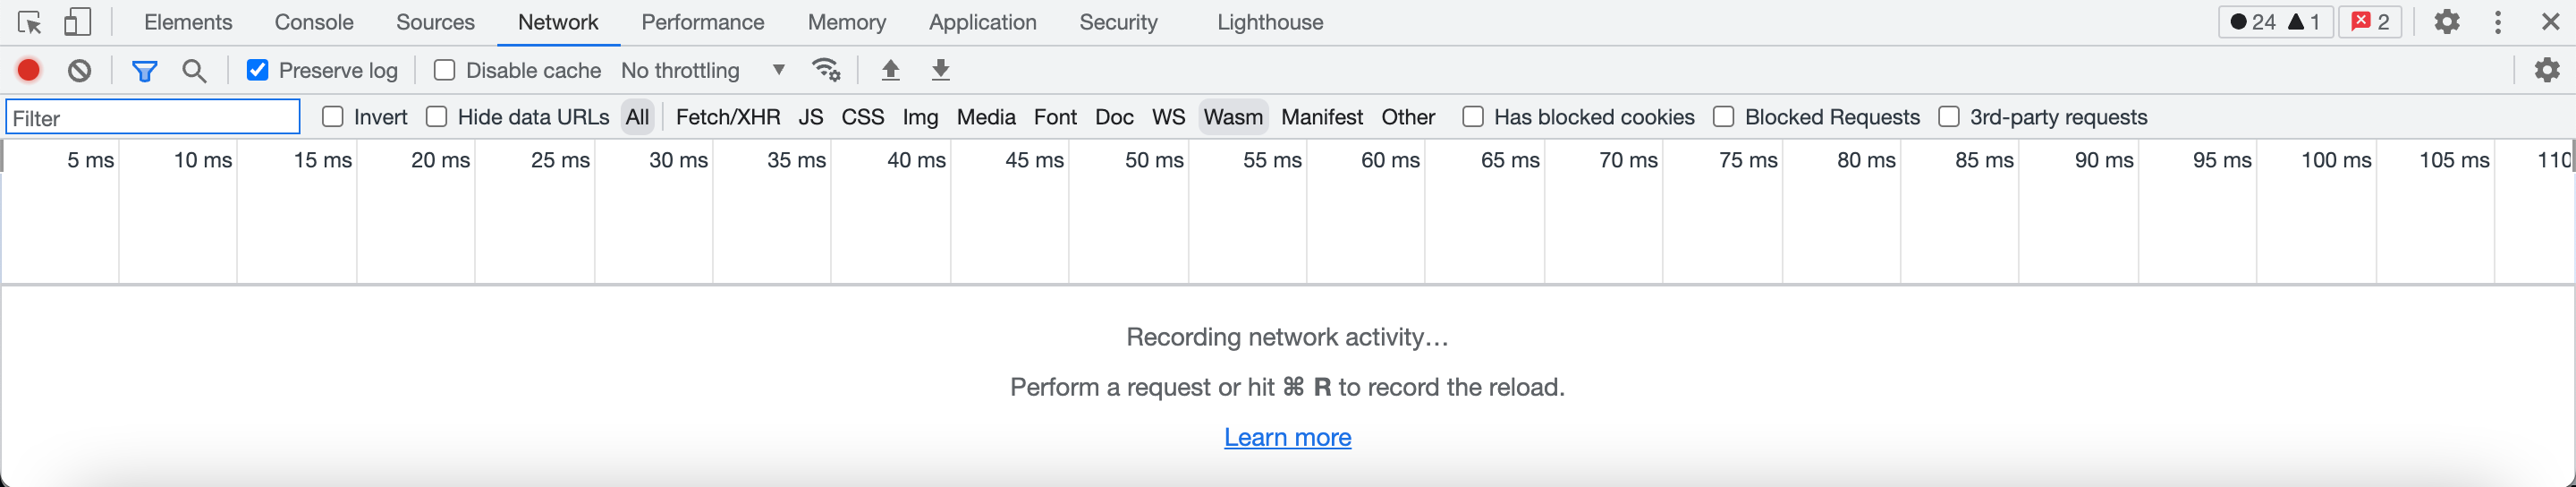 Elements Console Sources Network Performance Memory Application Security Lighthouse 24 1 2
Preserve log Disable cache No throttling
Filter Invert Hide data URLs All Fetch/XHR JS CSS Img Media Font Doc WS Wasm Manifest Other Has blocked cookies Blocked Requests 3rd-party requests
5 ms 10 ms 15 ms 20 ms 25 ms 30 ms 35 ms 40 ms 45 ms 50 ms 55 ms 60 ms 65 ms 70 ms 75 ms 80 ms 85 ms 90 ms 95 ms 100 ms 105 ms 110
Recording network activity…
Perform a request or hit ⌘ R to record the reload.
Learn more